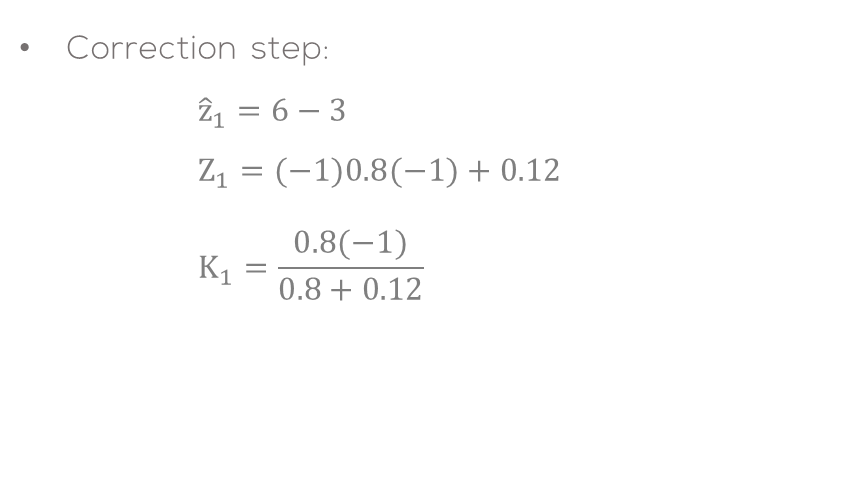 • Correction step:
ẑ₁ = 6 − 3
Z₁ = (−1)0.8(−1) + 0.12
K₁ = 0.8(−1) / 0.8 + 0.12